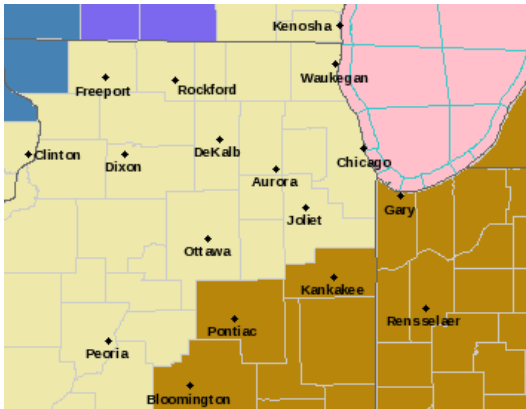 Kenosha
Waukegan
Freeport
Rockford
Clinton
Dixon
DeKalb
Chicago
Aurora
Joliet
Gary
Ottawa
Kankakee
Pontiac
Rensselaer
Peoria
Bloomington